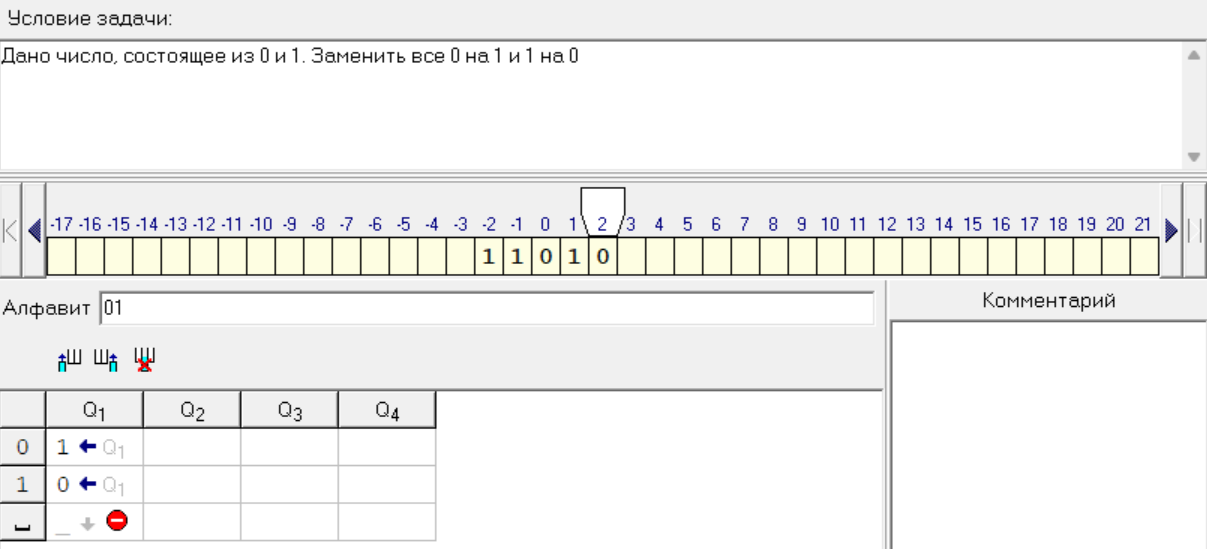 Условие задачи:
Дано число, состоящее из 0 и 1. Заменить все 0 на 1 и 1 на 0
-17 -16 -15 -14 -13 -12 -11 -10 -9 -8 -7 -6 -5 -4 -3 -2 -1 0 1 2 3 4 5 6 7 8 9 10 11 12 13 14 15 16 17 18 19 20 21
1 1 0 1 0
Алфавит 01
Комментарий
Q1 Q2 Q3 Q4
0 1 ← Q1
1 0 ← Q1
_